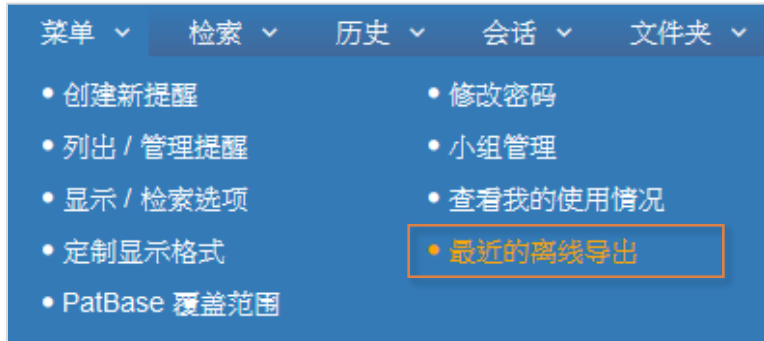 菜单 检索 历史 会话 文件夹
创建新提醒 修改密码
列出 / 管理提醒 小组管理
显示 / 检索选项 查看我的使用情况
定制显示格式 最近的离线导出
PatBase 覆盖范围